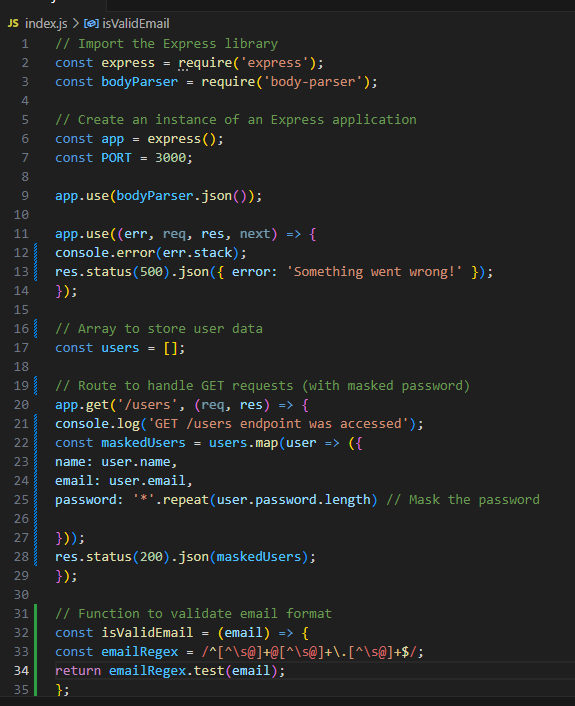 JS index.js > isValidEmail
1 // Import the Express library
2 const express = require('express');
3 const bodyParser = require('body-parser');
4
5 // Create an instance of an Express application
6 const app = express();
7 const PORT = 3000;
8
9 app.use(bodyParser.json());
10
11 app.use((err, req, res, next) => {
12 console.error(err.stack);
13 res.status(500).json({ error: 'Something went wrong!' });
14 });
15
16 // Array to store user data
17 const users = [];
18
19 // Route to handle GET requests (with masked password)
20 app.get('/users', (req, res) => {
21 console.log('GET /users endpoint was accessed');
22 const maskedUsers = users.map(user => ({
23 name: user.name,
24 email: user.email,
25 password: '*'.repeat(user.password.length) // Mask the password
26
27 }));
28 res.status(200).json(maskedUsers);
29 });
30
31 // Function to validate email format
32 const isValidEmail = (email) => {
33 const emailRegex = /^[^\s@]+@[^\s@]+\.[^\s@]+$/;
34 return emailRegex.test(email);
35 };